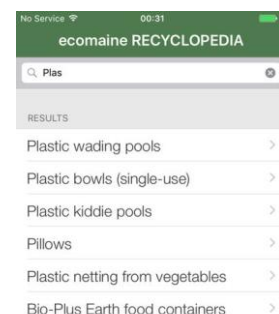 No Service 00:31
ecomaine RECYCLOPEDIA
Plas
RESULTS
Plastic wading pools
Plastic bowls (single-use)
Plastic kiddie pools
Pillows
Plastic netting from vegetables
Bio-Plus Earth food containers